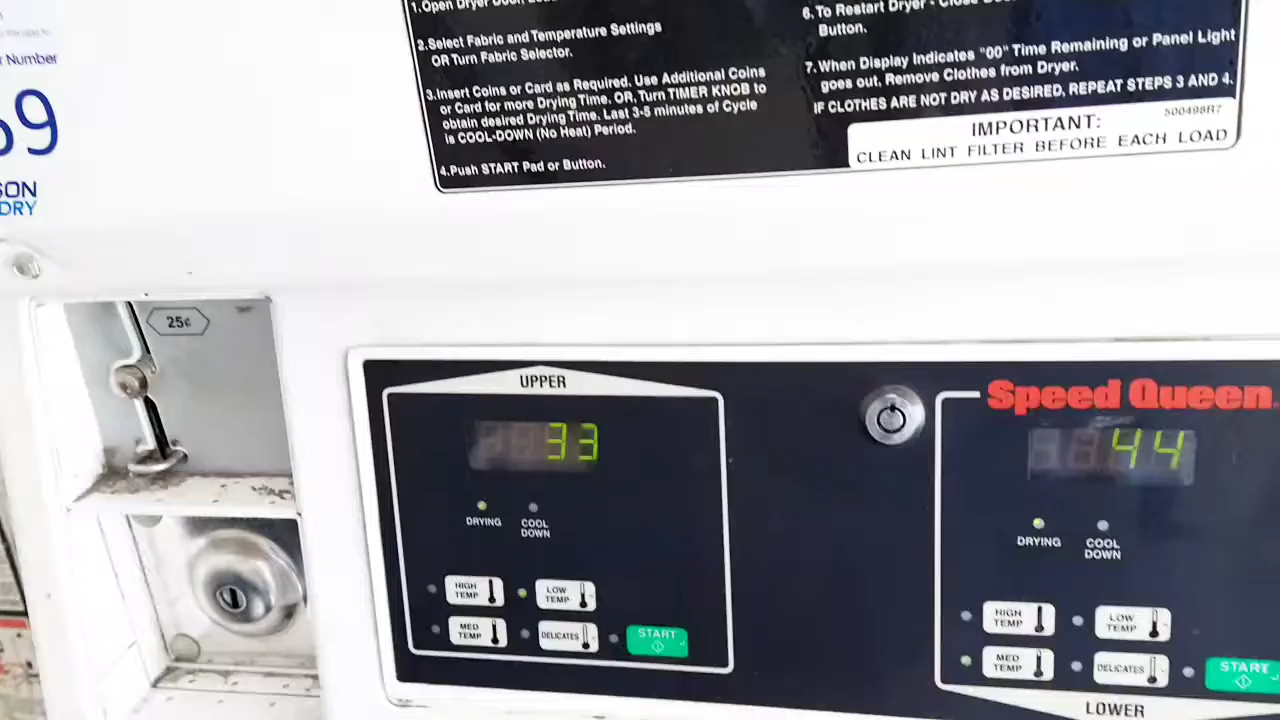 r Number
59
SON
DRY
1.Open Dryer Door,
2.Select Fabric and Temperature Settings
OR Turn Fabric Selector.
3.Insert Coins or Card as Required. Use Additional Coins
or Card for more Drying Time. OR, Turn TIMER KNOB to
obtain desired Drying Time. Last 3-5 minutes of Cycle
is COOL-DOWN (No Heat) Period.
4.Push START Pad or Button.
6.To Restart Dryer - Close
Button.
7.When Display Indicates "00" Time Remaining or Panel Light
goes out, Remove Clothes from Dryer.
IF CLOTHES ARE NOT DRY AS DESIRED, REPEAT STEPS 3 AND 4.
500498R7
IMPORTANT:
CLEAN LINT FILTER BEFORE EACH LOAD
25¢
UPPER
33
DRYING
COOL
DOWN
HIGH
TEMP
LOW
TEMP
MED
TEMP
DELICATES
START
Speed Queen
44
DRYING
COOL
DOWN
HIGH
TEMP
LOW
TEMP
MED
TEMP
DELICATES
START
LOWER